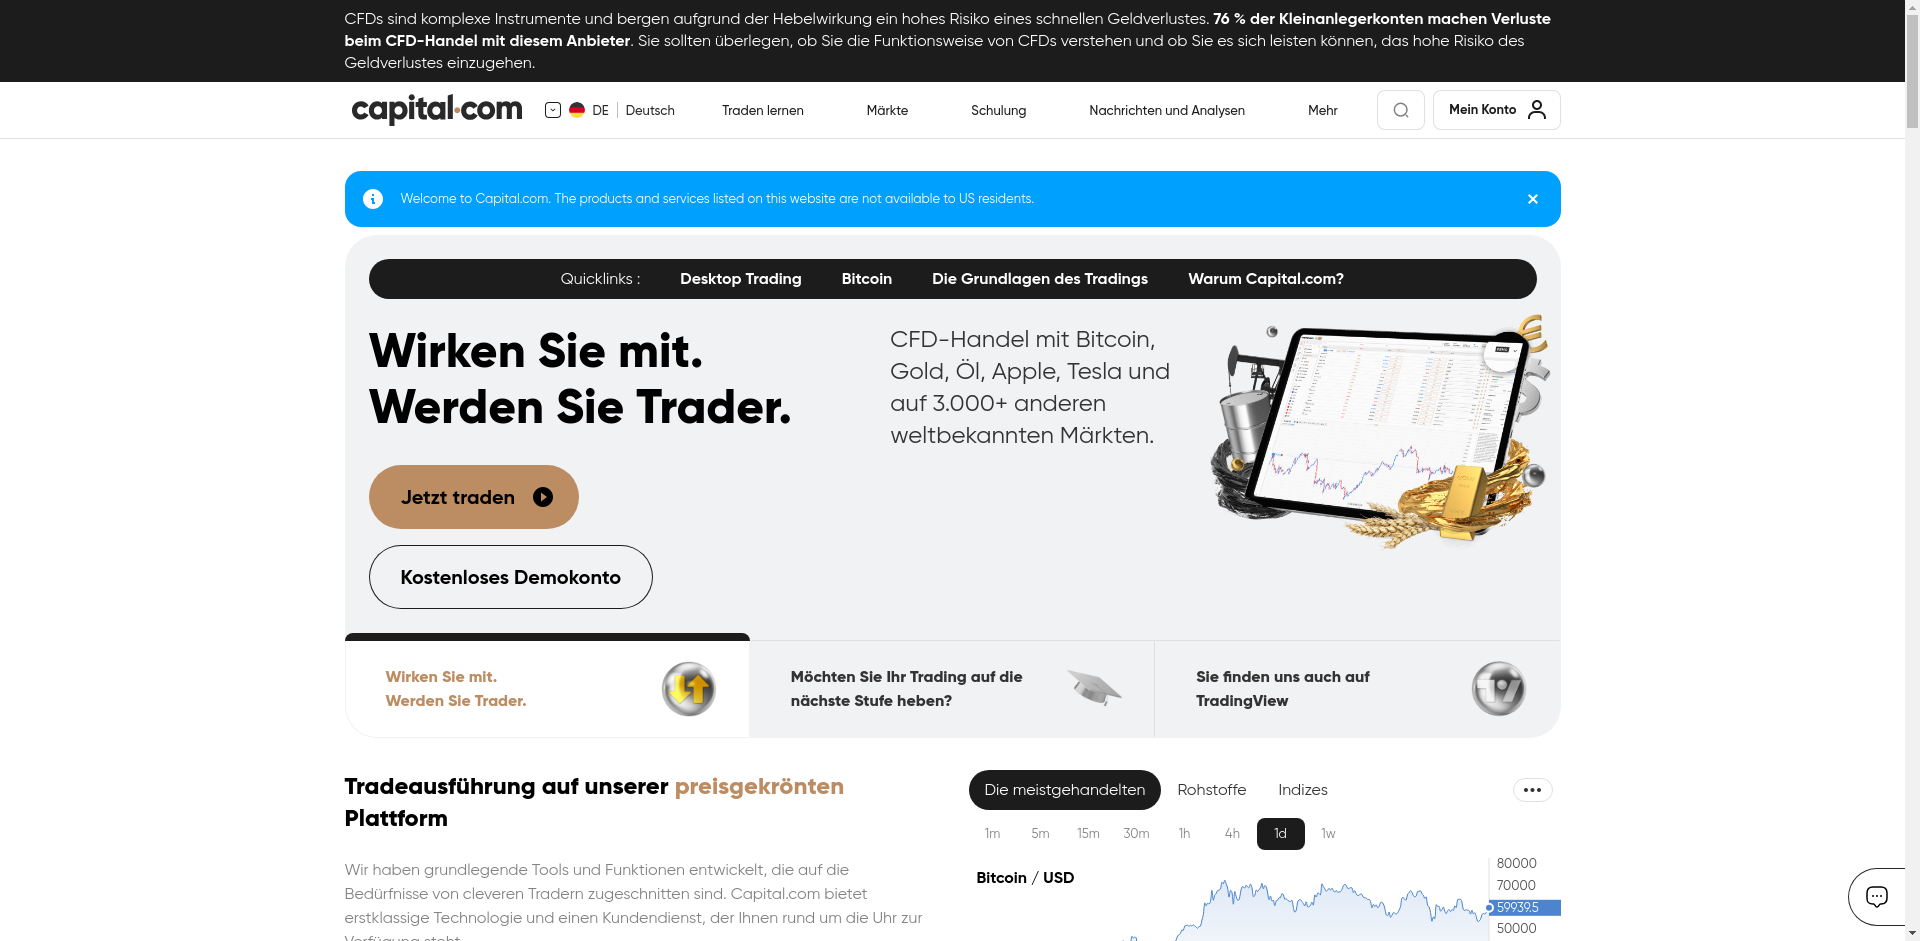 CFDs sind komplexe Instrumente und bergen aufgrund der Hebelwirkung ein hohes Risiko eines schnellen Geldverlustes. 76 % der Kleinanlegerkonten machen Verluste
beim CFD-Handel mit diesem Anbieter. Sie sollten überlegen, ob Sie die Funktionsweise von CFDs verstehen und ob Sie es sich leisten können, das hohe Risiko des
Geldverlustes einzugehen.
capital.com DE Deutsch Traden lernen Märkte Schulung Nachrichten und Analysen Mehr Mein Konto
Welcome to Capital.com. The products and services listed on this website are not available to US residents.
Quicklinks : Desktop Trading Bitcoin Die Grundlagen des Tradings Warum Capital.com?
Wirken Sie mit.
Werden Sie Trader.
CFD-Handel mit Bitcoin,
Gold, Öl, Apple, Tesla und
auf 3.000+ anderen
weltbekannten Märkten.
Jetzt traden
Kostenloses Demokonto
Wirken Sie mit.
Werden Sie Trader.
Möchten Sie Ihr Trading auf die
nächste Stufe heben?
Sie finden uns auch auf
TradingView
Tradeausführung auf unserer preisgekrönten
Plattform
Wir haben grundlegende Tools und Funktionen entwickelt, die auf die
Bedürfnisse von cleveren Tradern zugeschnitten sind. Capital.com bietet
erstklassige Technologie und einen Kundendienst, der Ihnen rund um die Uhr zur
Verfügung steht
Die meistgehandelten Rohstoffe Indizes
1m 5m 15m 30m 1h 4h 1d 1w
Bitcoin / USD
80000
70000
59939.5
50000